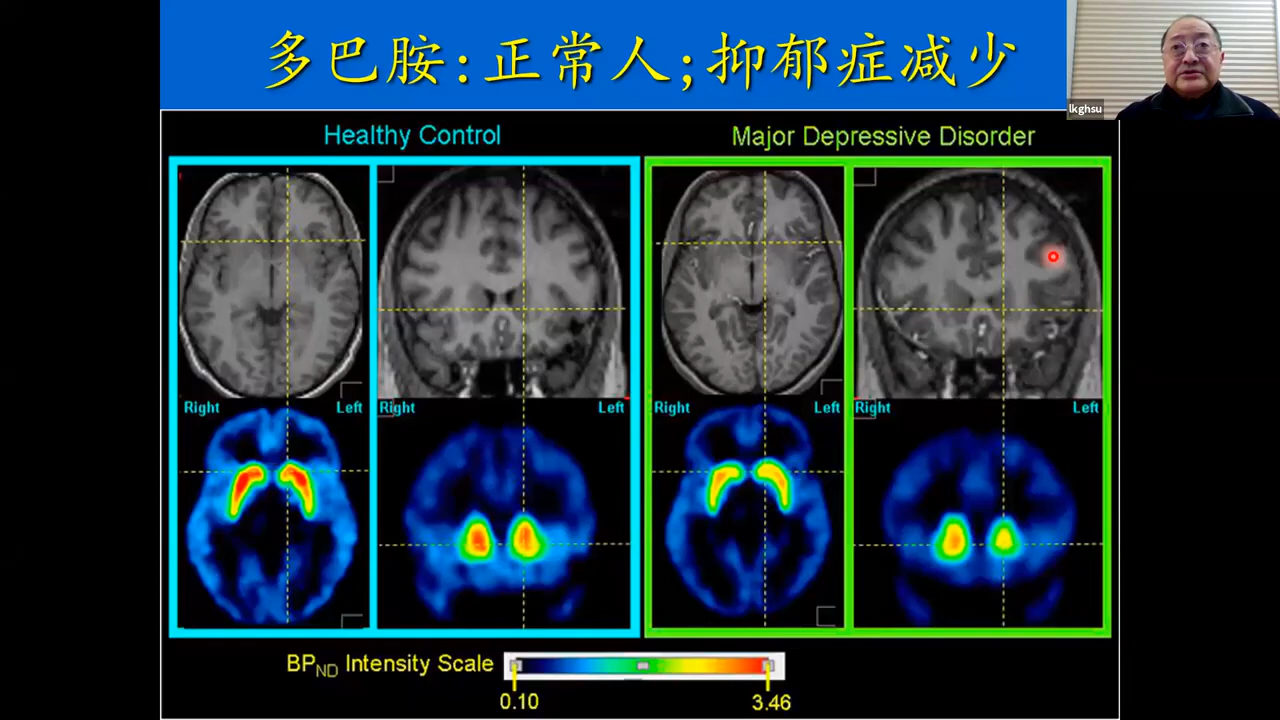 多巴胺:正常人;抑郁症减少
lkghsu
Healthy Control
Major Depressive Disorder
Right
Left
Right
Left
Right
Left
Right
Left
BP_ND Intensity Scale
0.10
3.46